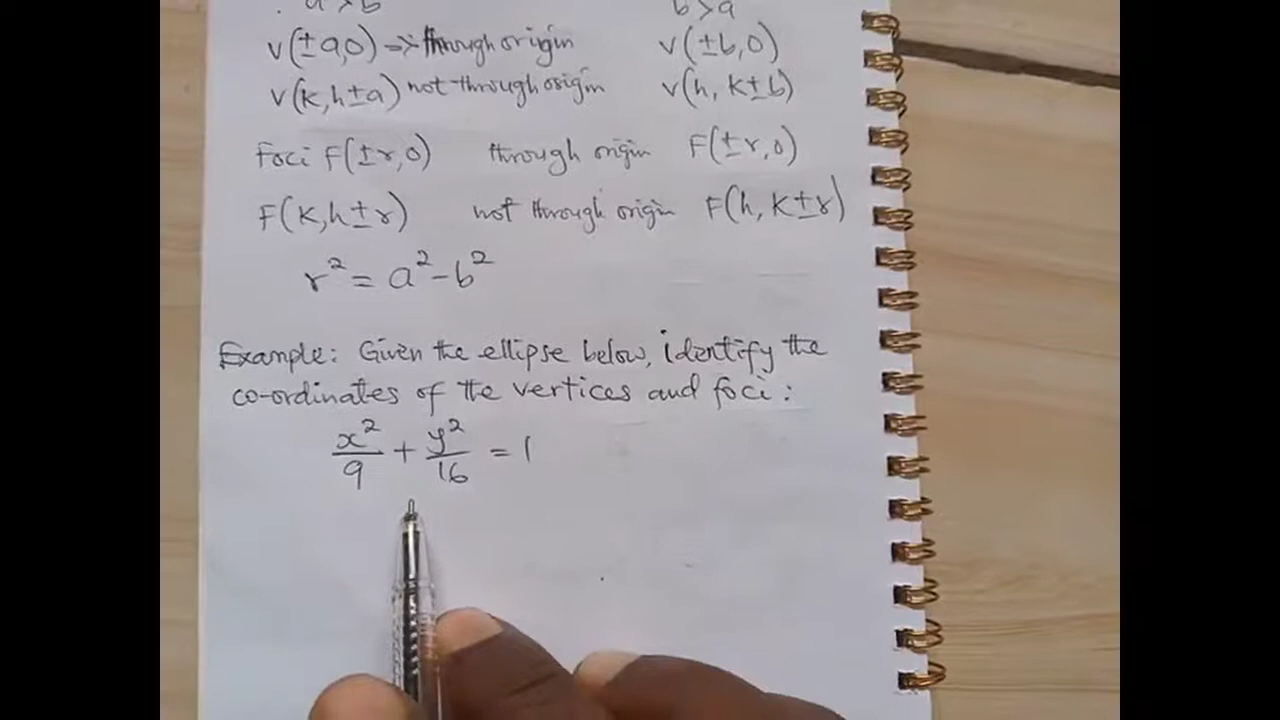 a > b b > a
V(±a,0) => through origin V(±b,0)
V(k,h±a) not through origin V(h, k±b)
Foci F(±r,0) through origin F(±r,0)
F(k,h±r) not through origin F(h, k±r)
r² = a² - b²
Example: Given the ellipse below, identify the
co-ordinates of the vertices and foci:
x²/9 + y²/16 = 1